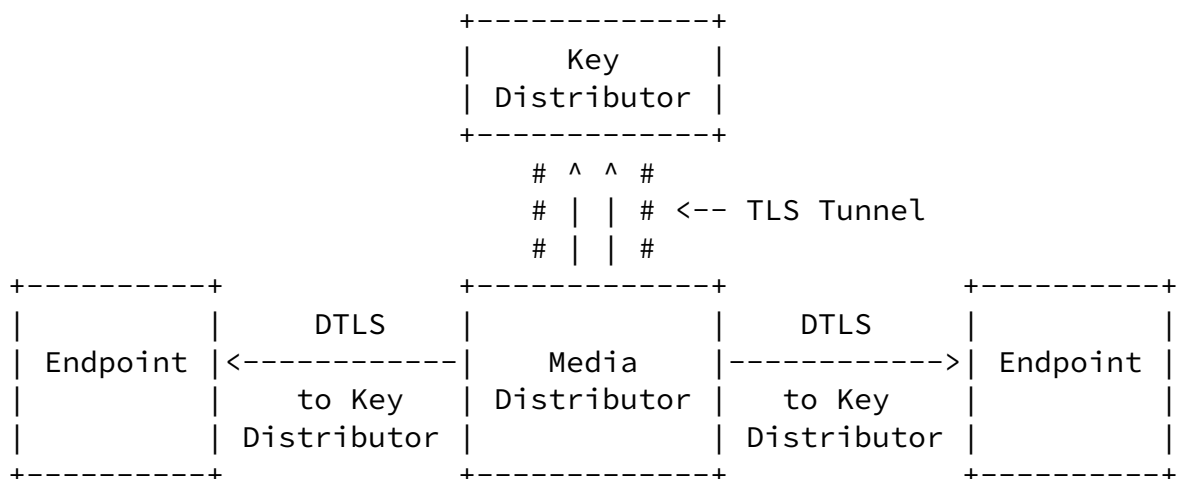 Key
Distributor
<-- TLS Tunnel
DTLS DTLS
Endpoint Media Endpoint
to Key Distributor to Key
Distributor Distributor